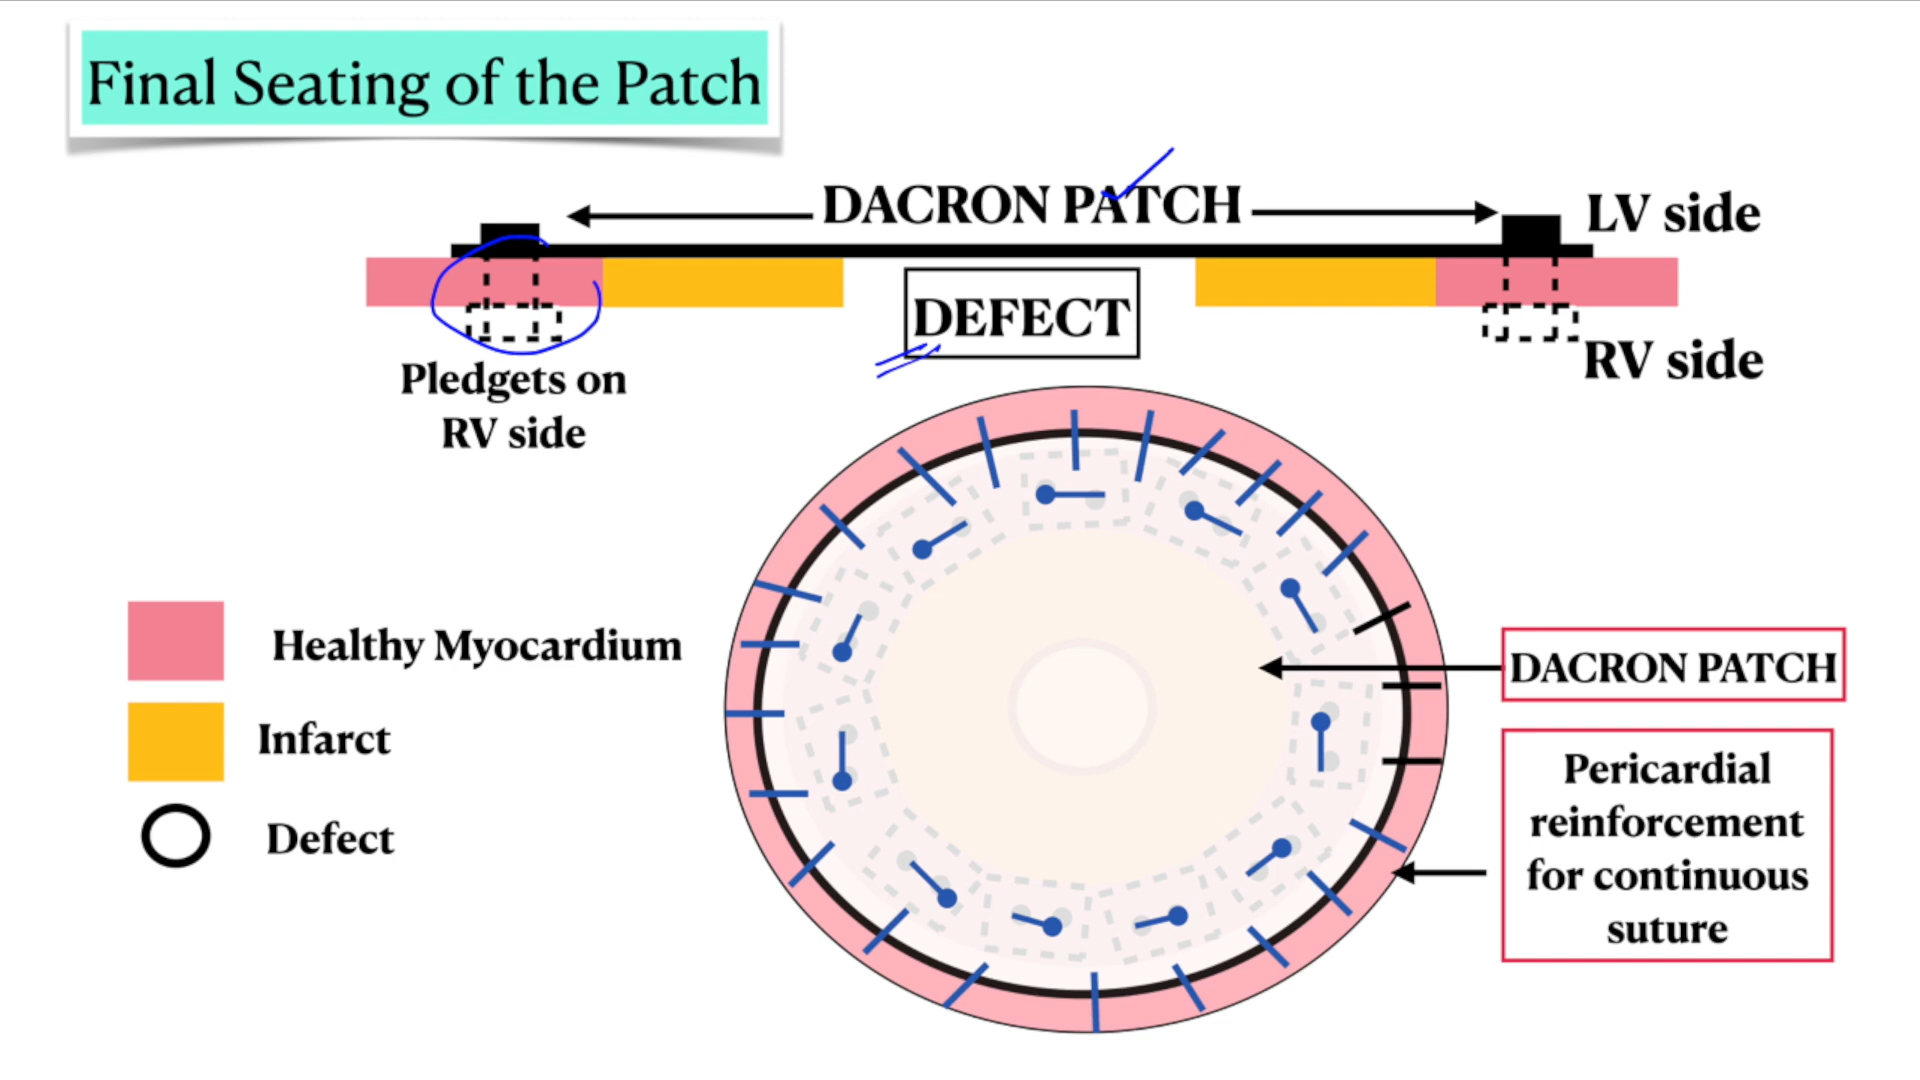 Final Seating of the Patch
DACRON PATCH
LV side
DEFECT
RV side
Pledgets on
RV side
Healthy Myocardium
Infarct
Defect
DACRON PATCH
Pericardial
reinforcement
for continuous
suture